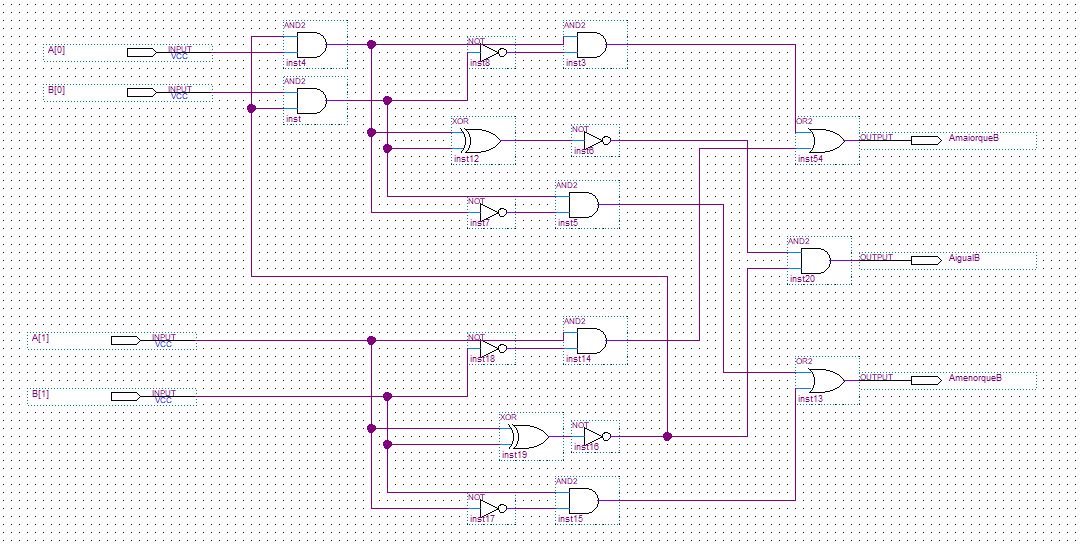 AND2
A[0] INPUT VCC
inst4
NOT
inst8
AND2
inst3
B[0] INPUT VCC
AND2
inst
XOR
inst12
NOT
inst6
OR2
inst54
OUTPUT AmaiorqueB
NOT
inst7
AND2
inst5
AND2
inst20
OUTPUT AigualB
A[1] INPUT VCC
NOT
inst18
AND2
inst14
B[1] INPUT VCC
OR2
inst13
OUTPUT AmenorqueB
XOR
inst19
NOT
inst16
NOT
inst17
AND2
inst15